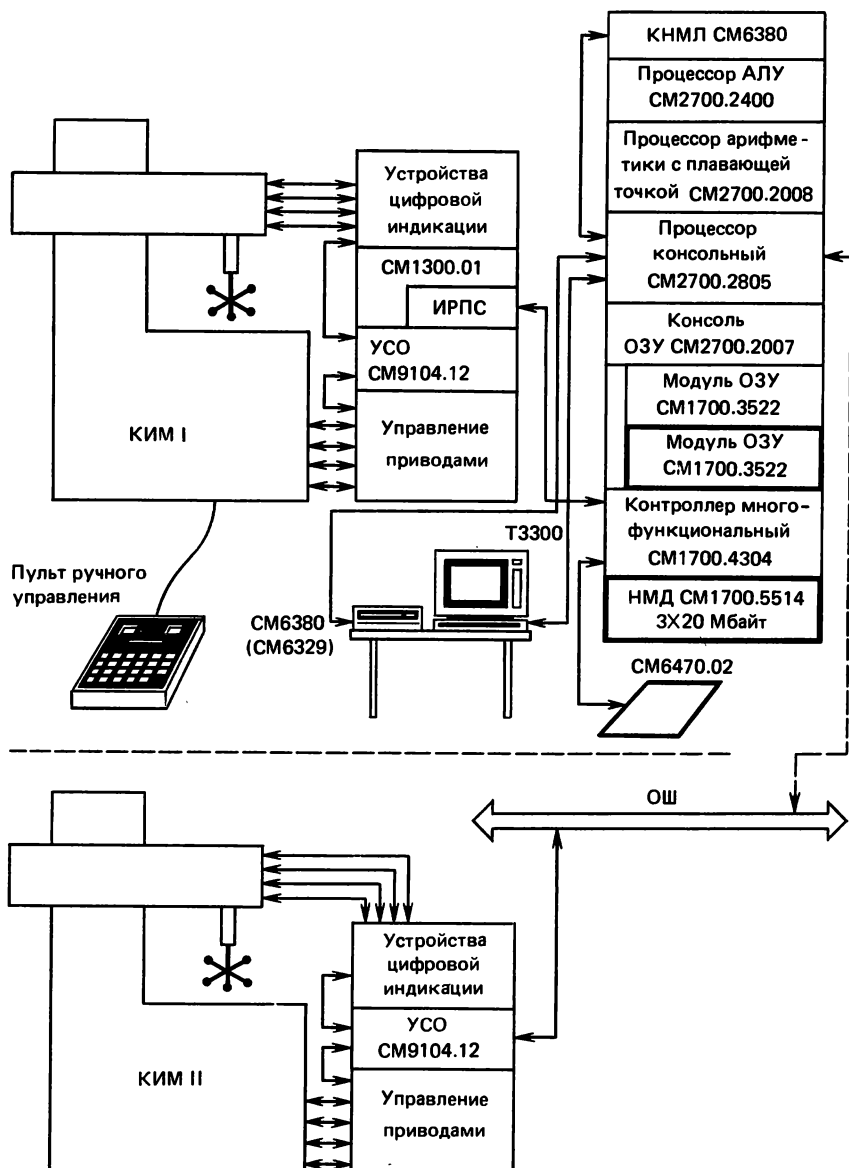 КНМЛ СМ6380
Процессор АЛУ
СМ2700.2400
Процессор арифме-
тики с плавающей
точкой СМ2700.2008
Процессор
консольный
СМ2700.2805
Консоль
ОЗУ СМ2700.2007
Модуль ОЗУ
СМ1700.3522
Модуль ОЗУ
СМ1700.3522
Контроллер много-
функциональный
СМ1700.4304
НМД СМ1700.5514
3Х20 Мбайт
Устройства
цифровой
индикации
СМ1300.01
ИРПС
УСО
СМ9104.12
Управление
приводами
КИМ I
Пульт ручного
управления
Т3300
СМ6380
(СМ6329)
СМ6470.02
ОШ
Устройства
цифровой
индикации
УСО
СМ9104.12
Управление
приводами
КИМ II